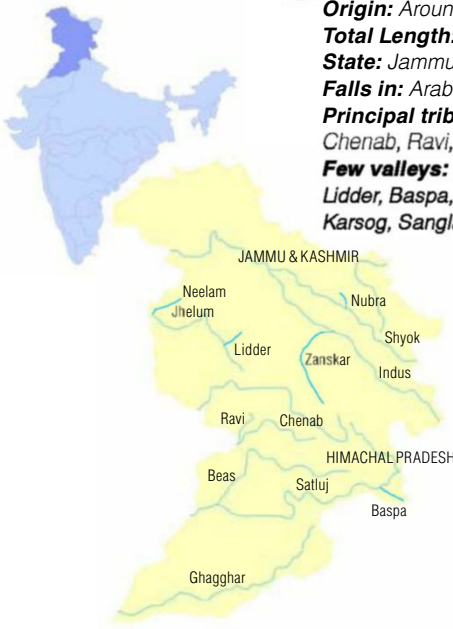 Origin: Aroun
Total Length:
State: Jammu
Falls in: Arab
Principal trib
Chenab, Ravi,
Few valleys:
Lidder, Baspa,
Karsog, Sangla
JAMMU & KASHMIR
Neelam
Jhelum
Nubra
Lidder
Zanskar
Shyok
Indus
Ravi
Chenab
HIMACHAL PRADESH
Beas
Satluj
Baspa
Ghagghar